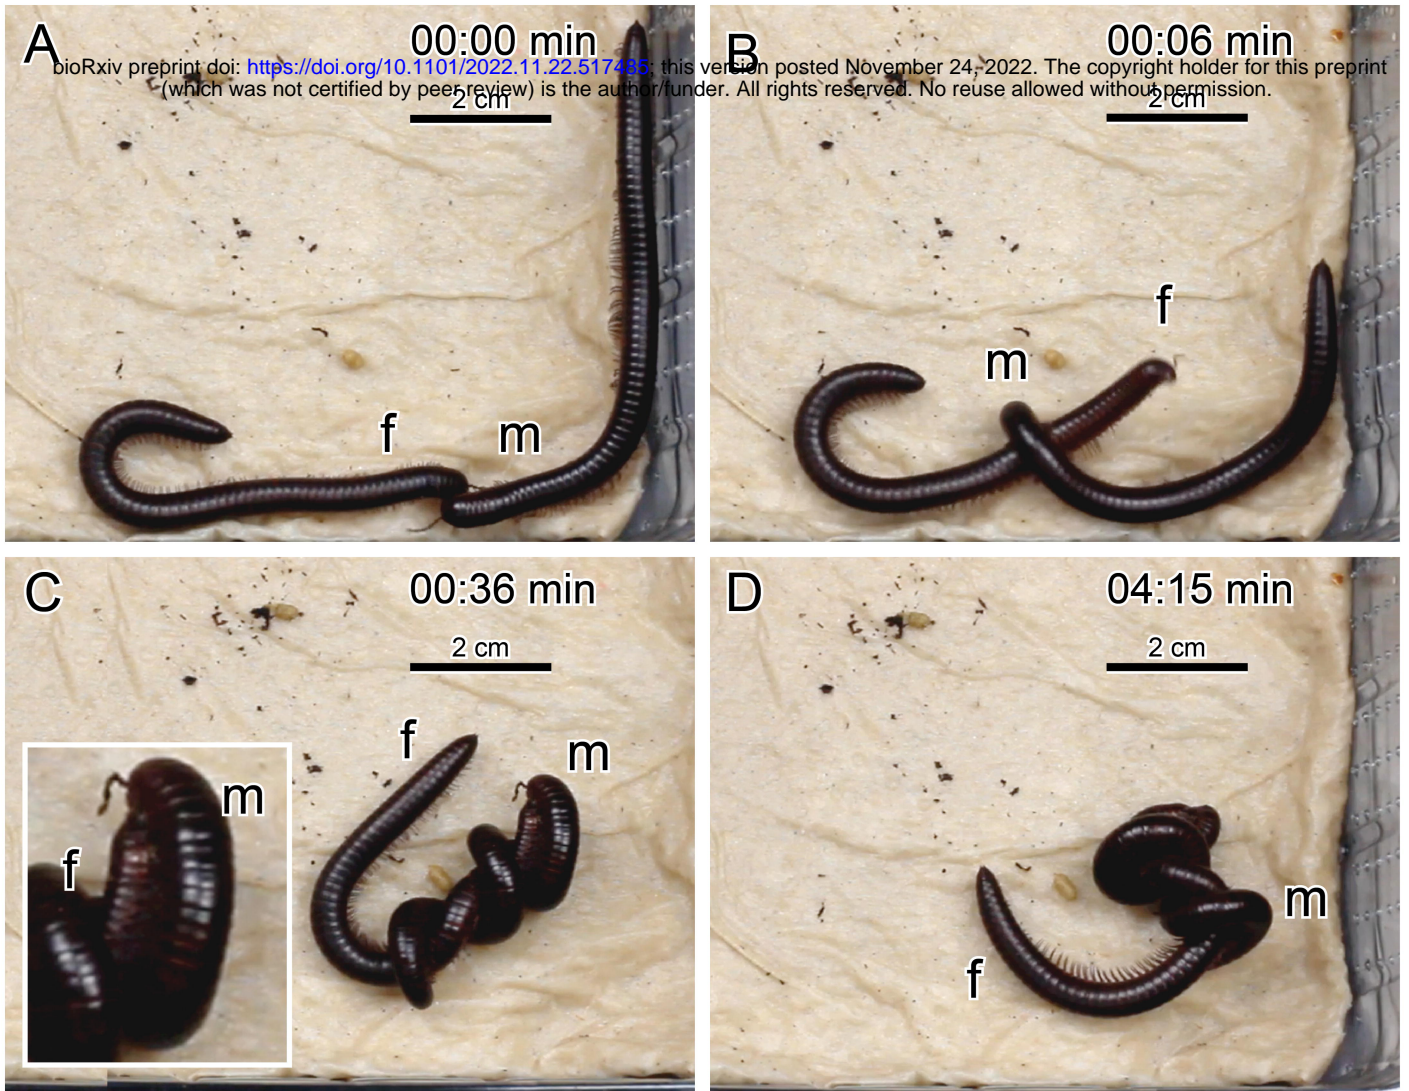 A
00:00 min
B
00:06 min
bioRxiv preprint doi: https://doi.org/10.1101/2022.11.22.517485; this version posted November 24, 2022. The copyright holder for this preprint
(which was not certified by peer review) is the author/funder. All rights reserved. No reuse allowed without permission.
2 cm
2 cm
f
m
f
m
C
00:36 min
D
04:15 min
2 cm
2 cm
f
m
m
f
m
f